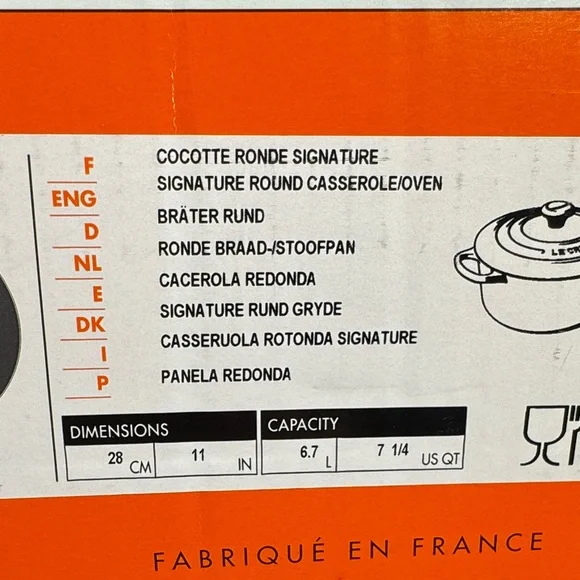 F COCOTTE RONDE SIGNATURE
ENG SIGNATURE ROUND CASSEROLE/OVEN
D BRÄTER RUND
NL RONDE BRAAD-/STOOFPAN
E CACEROLA REDONDA
DK SIGNATURE RUND GRYDE
I CASSERUOLA ROTONDA SIGNATURE
P PANELA REDONDA
DIMENSIONS CAPACITY
28 CM 11 IN 6.7 L 7 1/4 US QT
FABRIQUÉ EN FRANCE